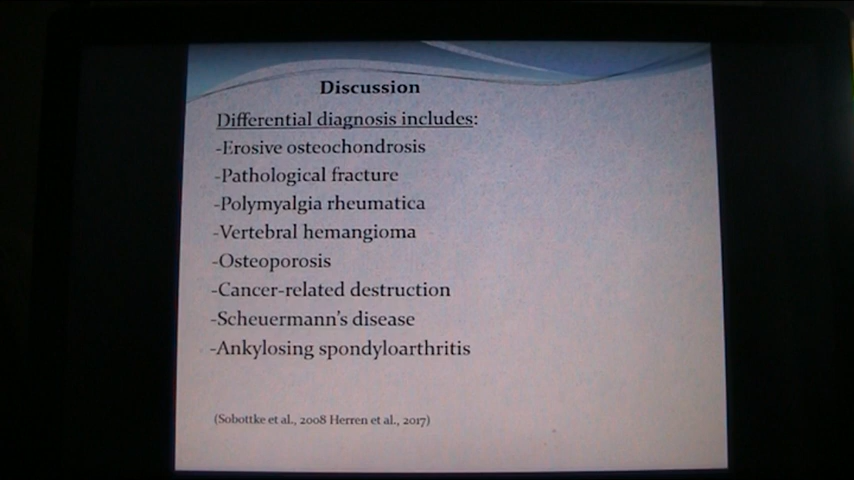 Discussion
Differential diagnosis includes:
-Erosive osteochondrosis
-Pathological fracture
-Polymyalgia rheumatica
-Vertebral hemangioma
-Osteoporosis
-Cancer-related destruction
-Scheuermann's disease
-Ankylosing spondyloarthritis
(Sobottke et al., 2008 Herren et al., 2017)